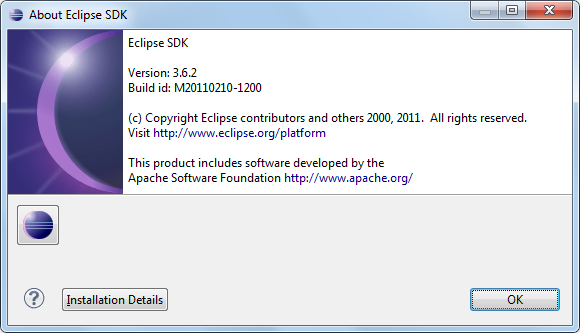 About Eclipse SDK
Eclipse SDK
Version: 3.6.2
Build id: M20110210-1200
(c) Copyright Eclipse contributors and others 2000, 2011.  All rights reserved.
Visit http://www.eclipse.org/platform
This product includes software developed by the
Apache Software Foundation http://www.apache.org/
?
Installation Details
OK